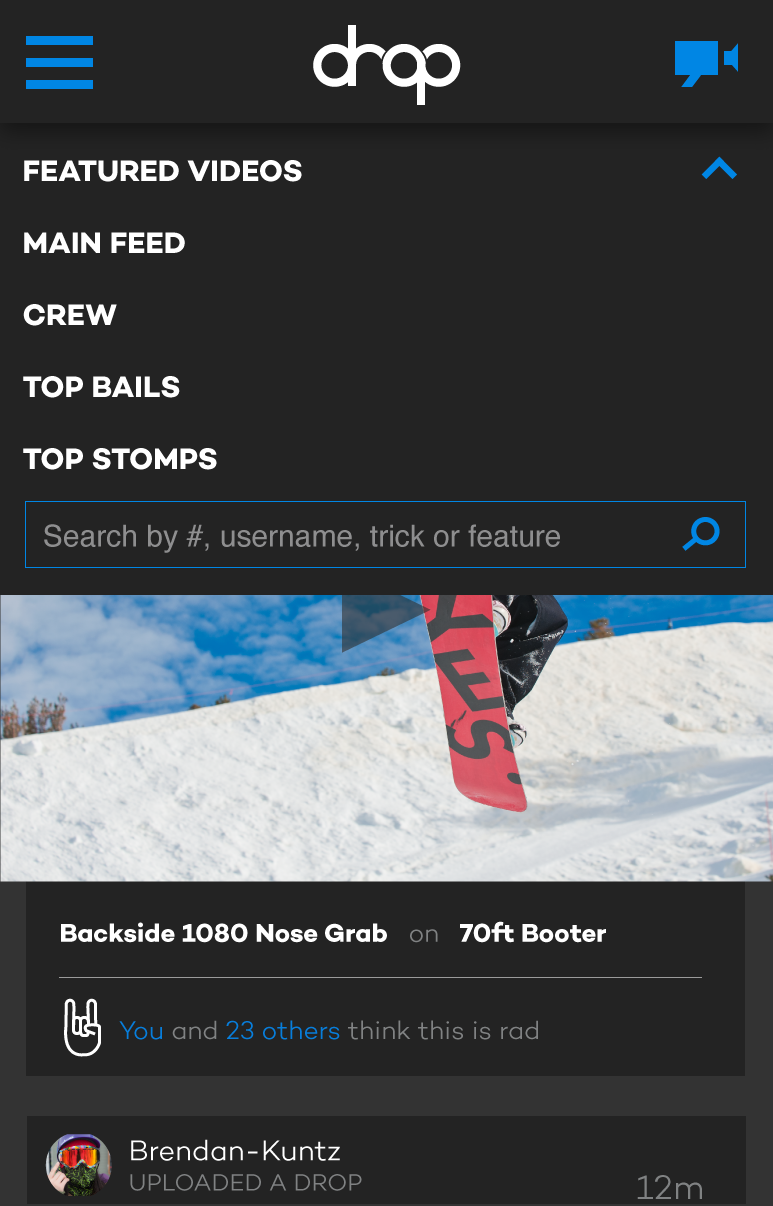 drop
FEATURED VIDEOS
MAIN FEED
CREW
TOP BAILS
TOP STOMPS
Search by #, username, trick or feature
Backside 1080 Nose Grab on 70ft Booter
You and 23 others think this is rad
Brendan-Kuntz
UPLOADED A DROP
12m